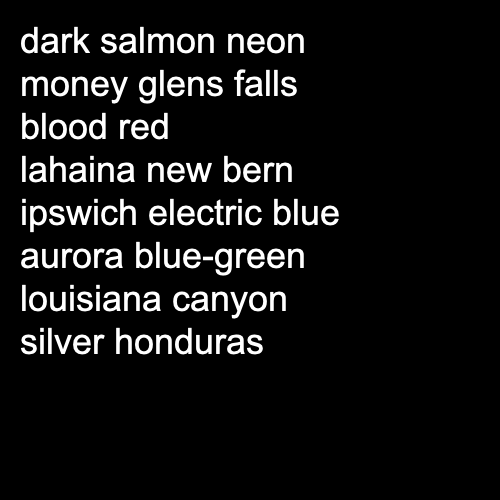 dark salmon neon
money glens falls
blood red
lahaina new bern
ipswich electric blue
aurora blue-green
louisiana canyon
silver honduras